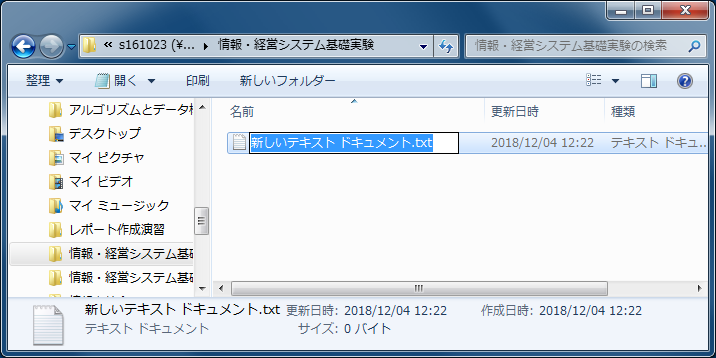 s161023 (¥... 情報・経営システム基礎実験 情報・経営システム基礎実験の検索
整理 開く 印刷 新しいフォルダー
名前 更新日時 種類
新しいテキスト ドキュメント.txt 2018/12/04 12:22 テキスト ドキュ...
アルゴリズムとデータ構
デスクトップ
マイ ピクチャ
マイ ビデオ
マイ ミュージック
レポート作成演習
情報・経営システム基礎
情報・経営システム基礎
新しいテキスト ドキュメント.txt 更新日時: 2018/12/04 12:22 作成日時: 2018/12/04 12:22
テキスト ドキュメント サイズ: 0 バイト